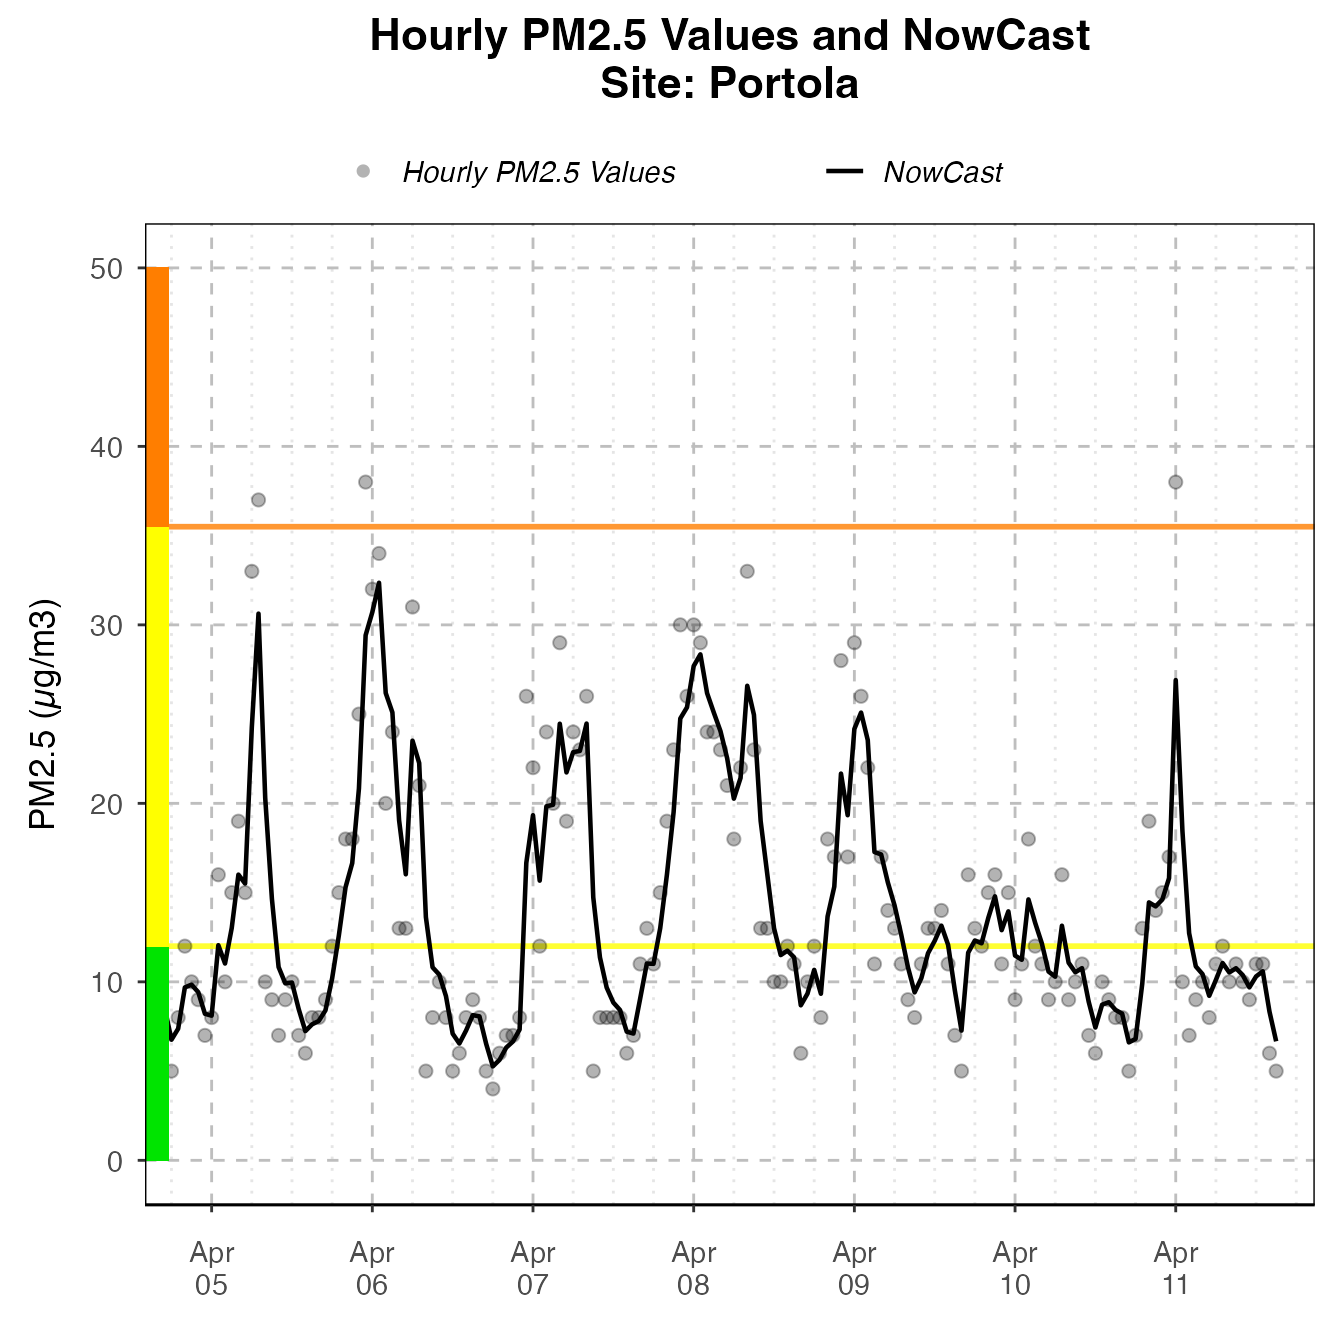 Hourly PM2.5 Values and NowCast
Site: Portola
Hourly PM2.5 Values NowCast
PM2.5 (µg/m3)
50
40
30
20
10
0
Apr Apr Apr Apr Apr Apr Apr
05 06 07 08 09 10 11